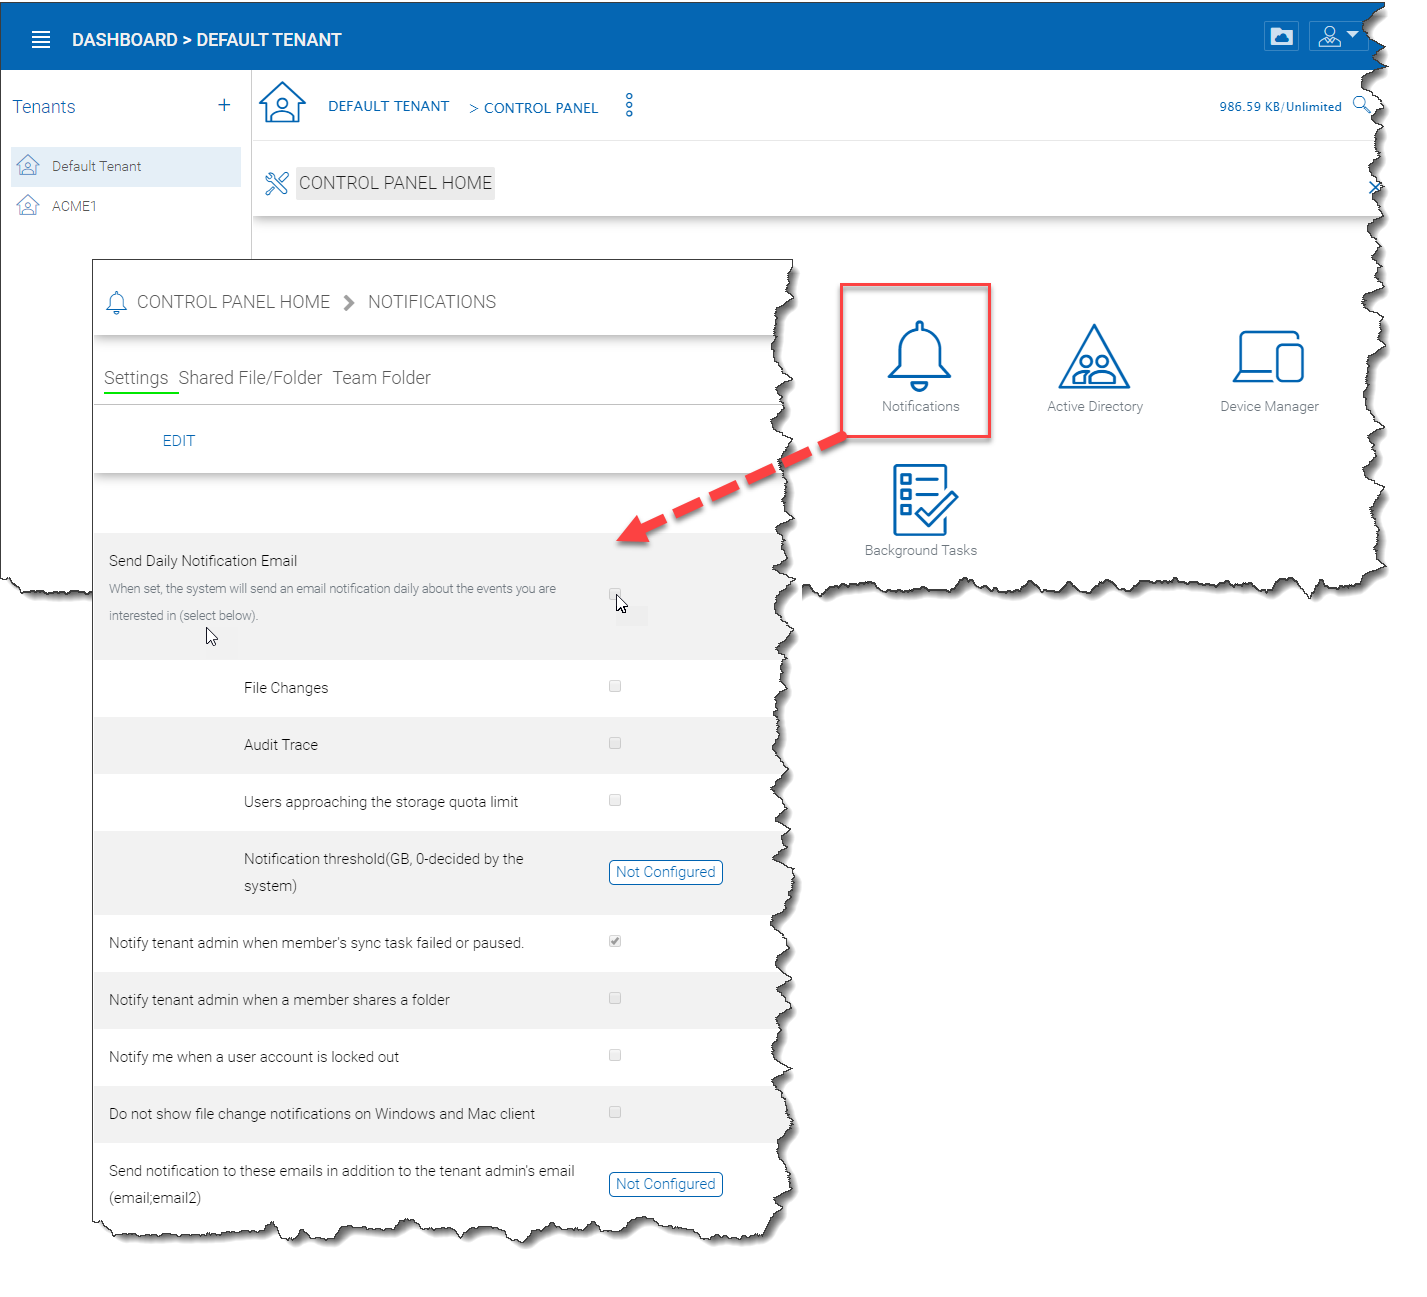 DASHBOARD > DEFAULT TENANT
Tenants
+
DEFAULT TENANT > CONTROL PANEL
986.59 KB/Unlimited
Default Tenant
ACME1
CONTROL PANEL HOME
Notifications
Active Directory
Device Manager
Background Tasks
CONTROL PANEL HOME > NOTIFICATIONS
Settings Shared File/Folder Team Folder
EDIT
Send Daily Notification Email
When set, the system will send an email notification daily about the events you are
interested in (select below).
File Changes
Audit Trace
Users approaching the storage quota limit
Notification threshold(GB, 0-decided by the
system)
Not Configured
Notify tenant admin when member's sync task failed or paused.
Notify tenant admin when a member shares a folder
Notify me when a user account is locked out
Do not show file change notifications on Windows and Mac client
Send notification to these emails in addition to the tenant admin's email
(email;email2)
Not Configured